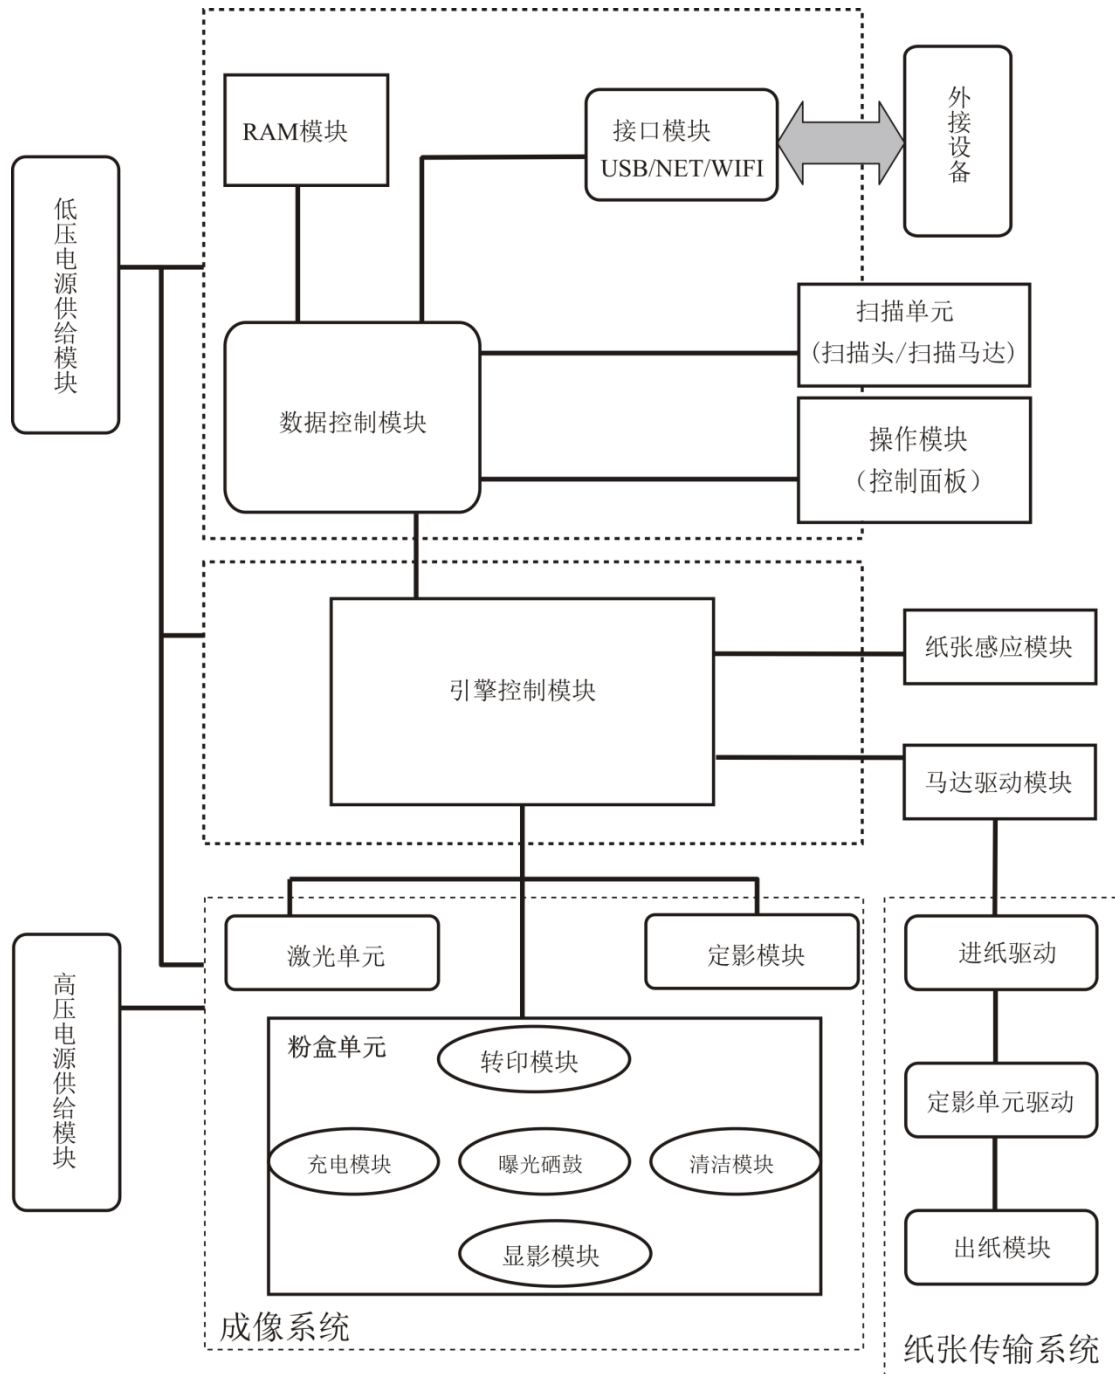 RAM模块
接口模块
USB/NET/WIFI
外接设备
低压电源供给模块
扫描单元
(扫描头/扫描马达)
数据控制模块
操作模块
（控制面板）
引擎控制模块
纸张感应模块
马达驱动模块
激光单元
定影模块
进纸驱动
高压电源供给模块
粉盒单元
转印模块
定影单元驱动
充电模块
曝光硒鼓
清洁模块
显影模块
出纸模块
成像系统
纸张传输系统